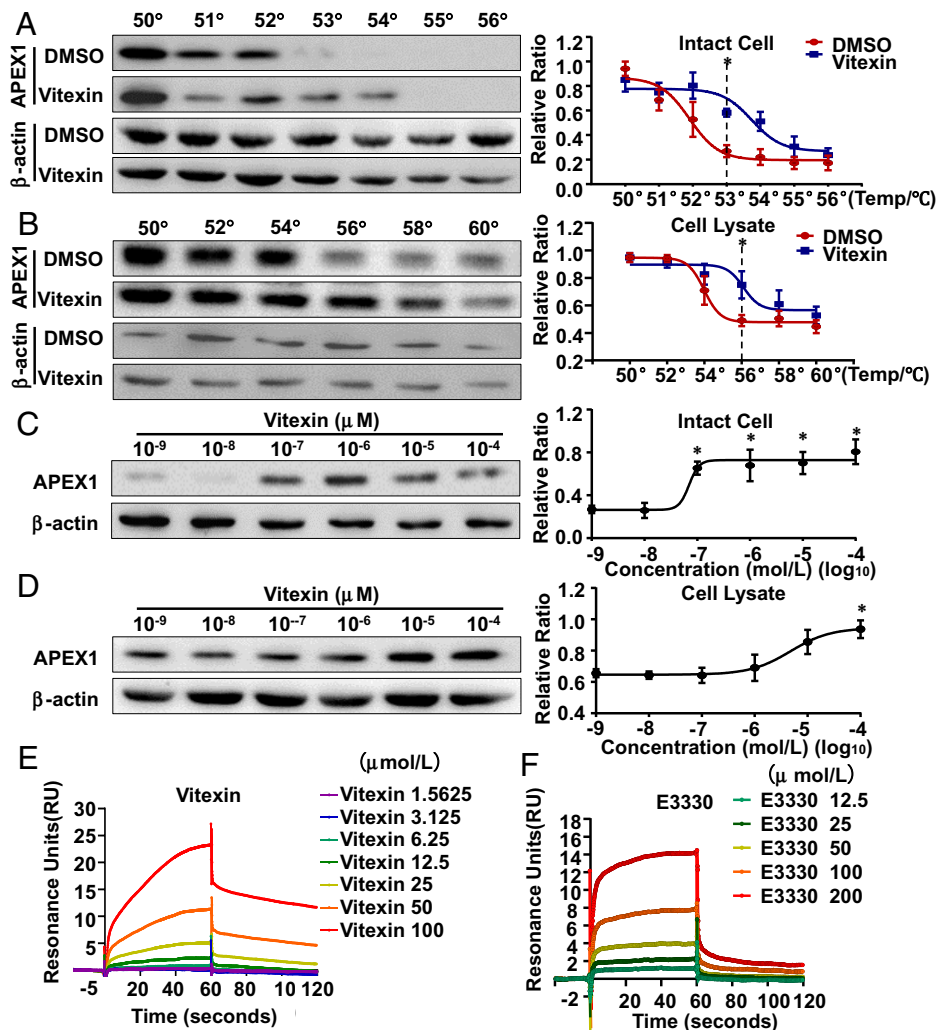 A
50° 51° 52° 53° 54° 55° 56°
APEX1
DMSO
Vitexin
β-actin
DMSO
Vitexin
Intact Cell
DMSO
Vitexin
*
Relative Ratio
1.2
1.0
0.8
0.6
0.4
0.2
0.0
50° 51° 52° 53° 54° 55° 56° (Temp/°C)
B
50° 52° 54° 56° 58° 60°
APEX1
DMSO
Vitexin
β-actin
DMSO
Vitexin
Cell Lysate
DMSO
Vitexin
*
Relative Ratio
1.2
1.0
0.8
0.6
0.4
0.2
50° 52° 54° 56° 58° 60° (Temp/°C)
C
Vitexin (μ M)
10-9 10-8 10-7 10-6 10-5 10-4
APEX1
β-actin
Intact Cell
* * * *
Relative Ratio
1.2
0.8
0.4
0.0
-9 -8 -7 -6 -5 -4
Concentration (mol/L) (log10)
D
Vitexin (μ M)
10-9 10-8 10--7 10-6 10-5 10-4
APEX1
β-actin
Cell Lysate
*
Relative Ratio
1.2
1.0
0.8
0.6
0.4
-9 -8 -7 -6 -5 -4
Concentration (mol/L) (log10)
E
Vitexin
(μ mol/L)
Vitexin 1.5625
Vitexin 3.125
Vitexin 6.25
Vitexin 12.5
Vitexin 25
Vitexin 50
Vitexin 100
Resonance Units(RU)
30
25
20
15
10
5
-5 20 40 60 80 10 0 120
Time (seconds)
F
E3330
(μ mol/L)
E3330 12.5
E3330 25
E3330 50
E3330 100
E3330 200
Resonance Units(RU)
18
16
14
12
10
8
6
4
2
-2 20 40 60 80 100 120
Time (seconds)